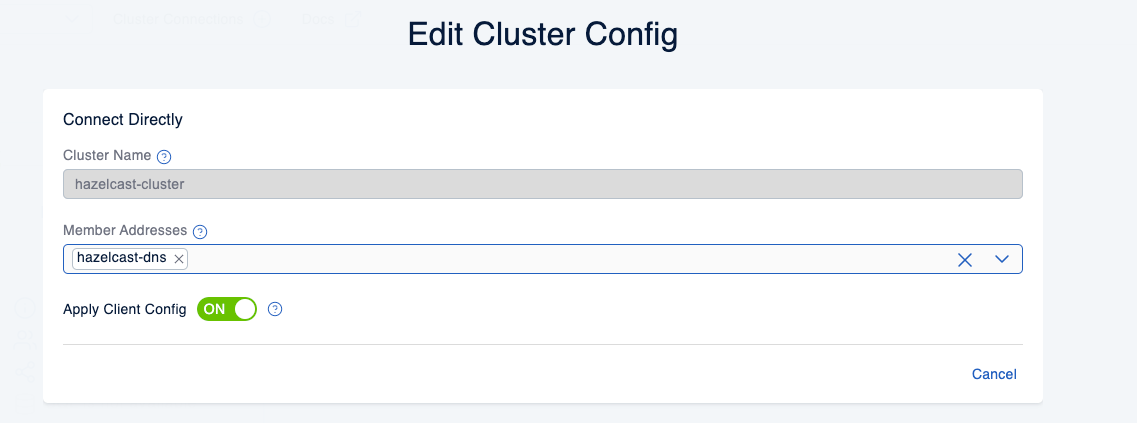 Edit Cluster Config
Connect Directly
Cluster Name ?
hazelcast-cluster
Member Addresses ?
hazelcast-dns ×
Apply Client Config ON ?
Cancel